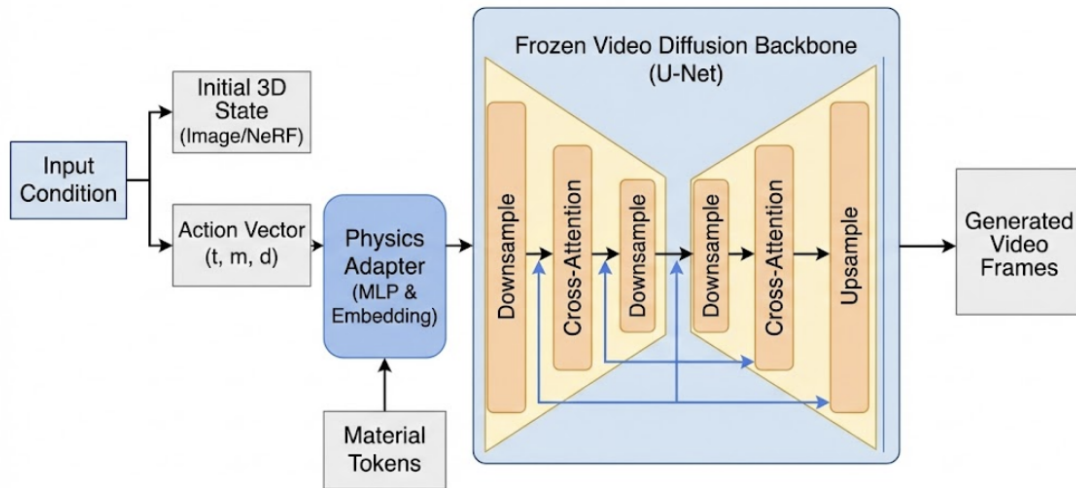 Frozen Video Diffusion Backbone
(U-Net)
Initial 3D
State
(Image/NeRF)
Input
Condition
Action Vector
(t, m, d)
Physics
Adapter
(MLP &
Embedding)
Material
Tokens
Downsample
Cross-Attention
Downsample
Downsample
Cross-Attention
Upsample
Generated
Video
Frames